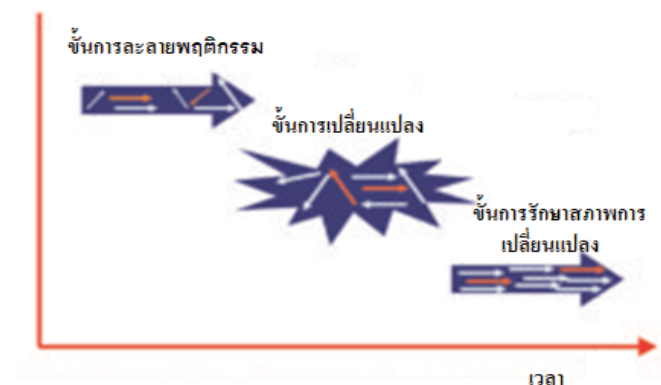 ขั้นการละลายพฤติกรรม
ขั้นการเปลี่ยนแปลง
ขั้นการรักษาสภาพการ
เปลี่ยนแปลง
เวลา